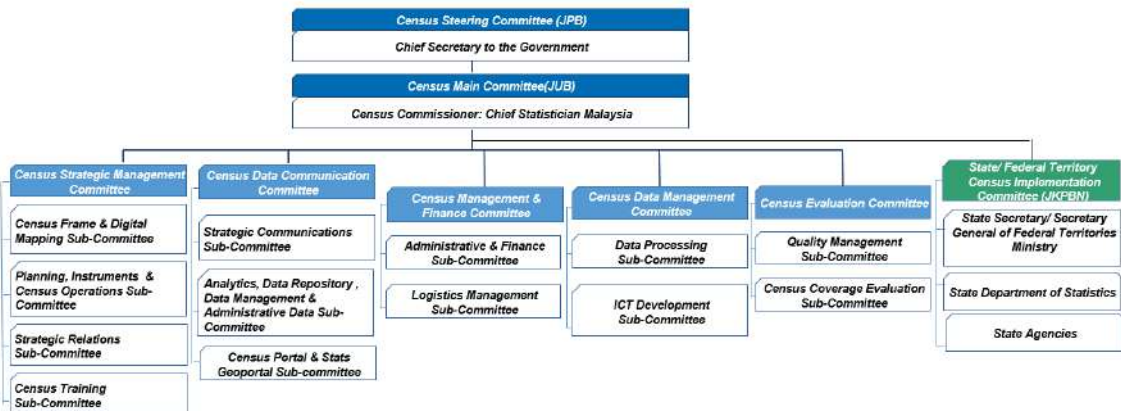 Census Steering Committee (JPB)
Chief Secretary to the Government
Census Main Committee(JUB)
Census Commissioner: Chief Statistician Malaysia
Census Strategic Management
Committee
Census Frame & Digital
Mapping Sub-Committee
Planning, Instruments &
Census Operations Sub-
Committee
Strategic Relations
Sub-Committee
Census Training
Sub-Committee
Census Data Communication
Committee
Strategic Communications
Sub-Committee
Analytics, Data Repository ,
Data Management &
Administrative Data Sub-
Committee
Census Portal & Stats
Geoportal Sub-committee
Census Management &
Finance Committee
Administrative & Finance
Sub-Committee
Logistics Management
Sub-Committee
Census Data Management
Committee
Data Processing
Sub-Committee
ICT Development
Sub-Committee
Census Evaluation Committee
Quality Management
Sub-Committee
Census Coverage Evaluation
Sub-Committee
State/ Federal Territory
Census Implementation
Committee (JKPBN)
State Secretary/ Secretary
General of Federal Territories
Ministry
State Department of Statistics
State Agencies